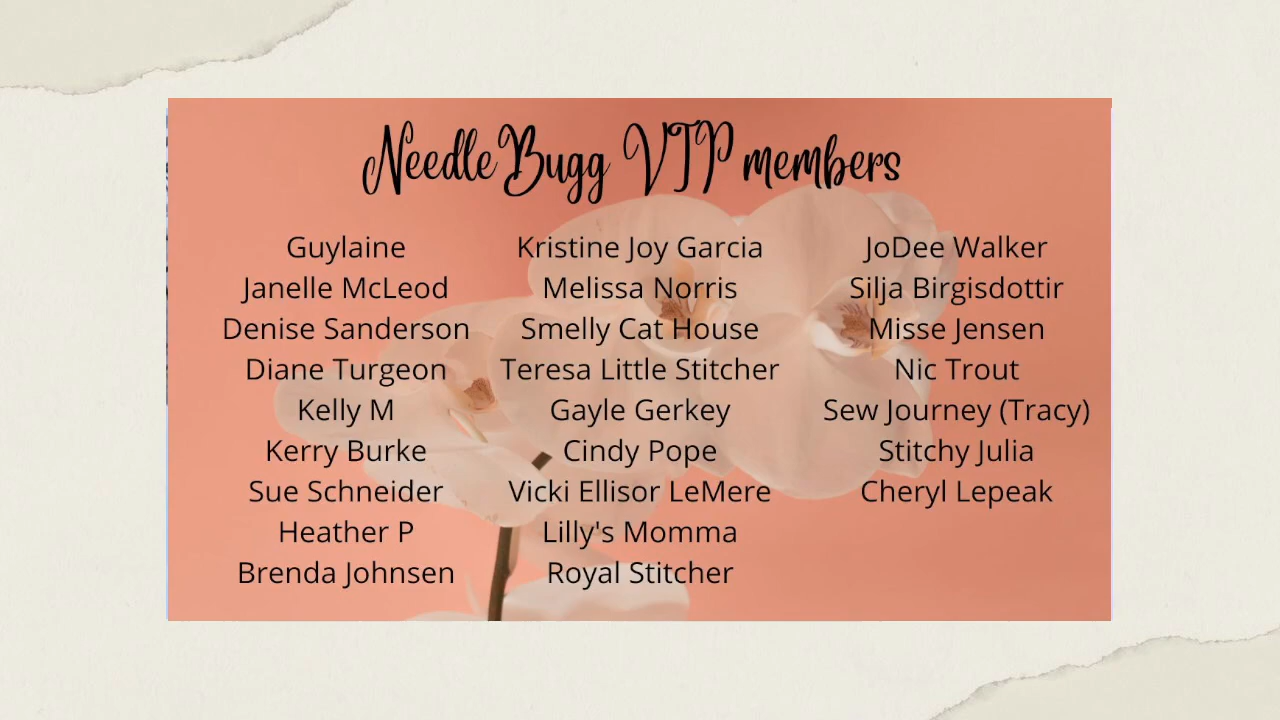 NeedleBugg VIP members
Guylaine
Janelle McLeod
Denise Sanderson
Diane Turgeon
Kelly M
Kerry Burke
Sue Schneider
Heather P
Brenda Johnsen
Kristine Joy Garcia
Melissa Norris
Smelly Cat House
Teresa Little Stitcher
Gayle Gerkey
Cindy Pope
Vicki Ellisor LeMere
Lilly's Momma
Royal Stitcher
JoDee Walker
Silja Birgisdottir
Misse Jensen
Nic Trout
Sew Journey (Tracy)
Stitchy Julia
Cheryl Lepeak